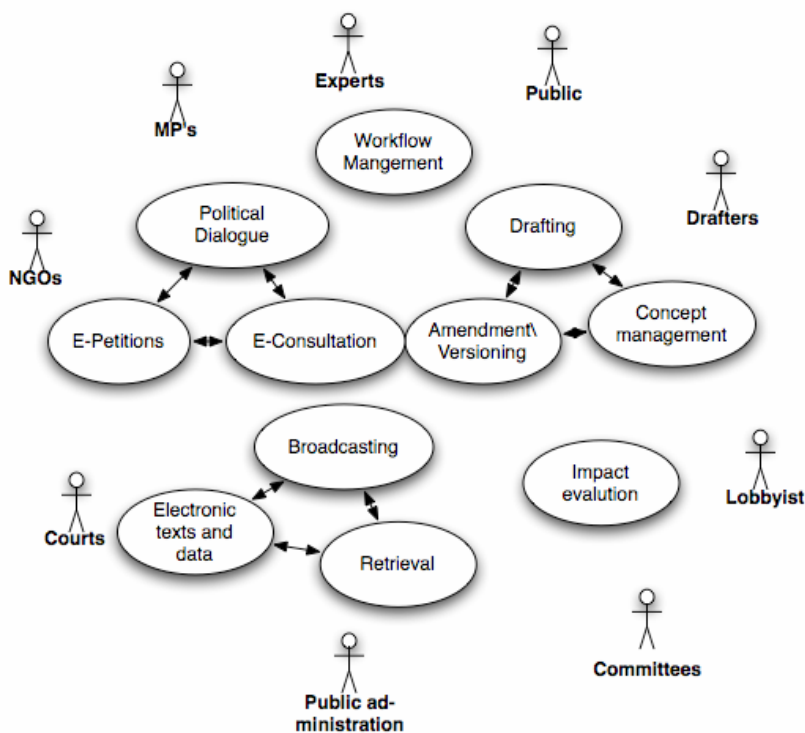 Experts
Public
MP's
Workflow
Mangement
Drafters
Political
Dialogue
Drafting
NGOs
E-Petitions
E-Consultation
Amendment\
Versioning
Concept
management
Broadcasting
Impact
evalution
Lobbyist
Courts
Electronic
texts and
data
Retrieval
Committees
Public ad-
ministration